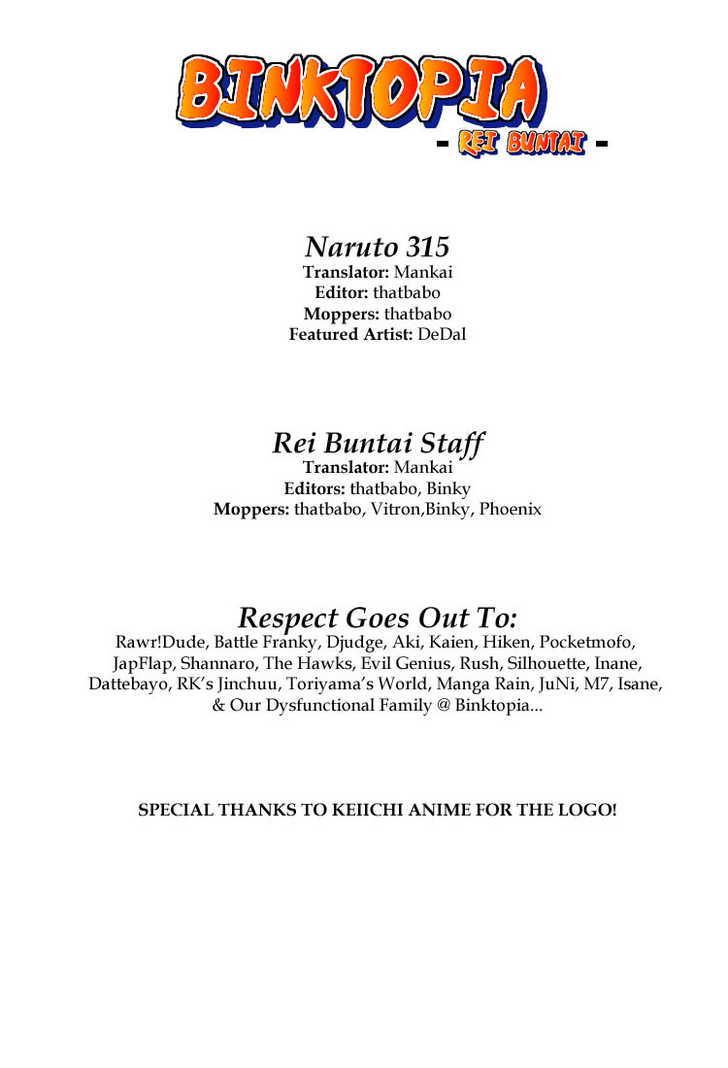 BINKTOPIA
- REI BUNTAI -
Naruto 315
Translator: Mankai
Editor: thatbabo
Moppers: thatbabo
Featured Artist: DeDal
Rei Buntai Staff
Translator: Mankai
Editors: thatbabo, Binky
Moppers: thatbabo, Vitron,Binky, Phoenix
Respect Goes Out To:
Rawr!Dude, Battle Franky, Djudge, Aki, Kaien, Hiken, Pocketmofo,
JapFlap, Shannaro, The Hawks, Evil Genius, Rush, Silhouette, Inane,
Dattebayo, RK's Jinchuu, Toriyama's World, Manga Rain, JuNi, M7, Isane,
& Our Dysfunctional Family @ Binktopia...
SPECIAL THANKS TO KEIICHI ANIME FOR THE LOGO!